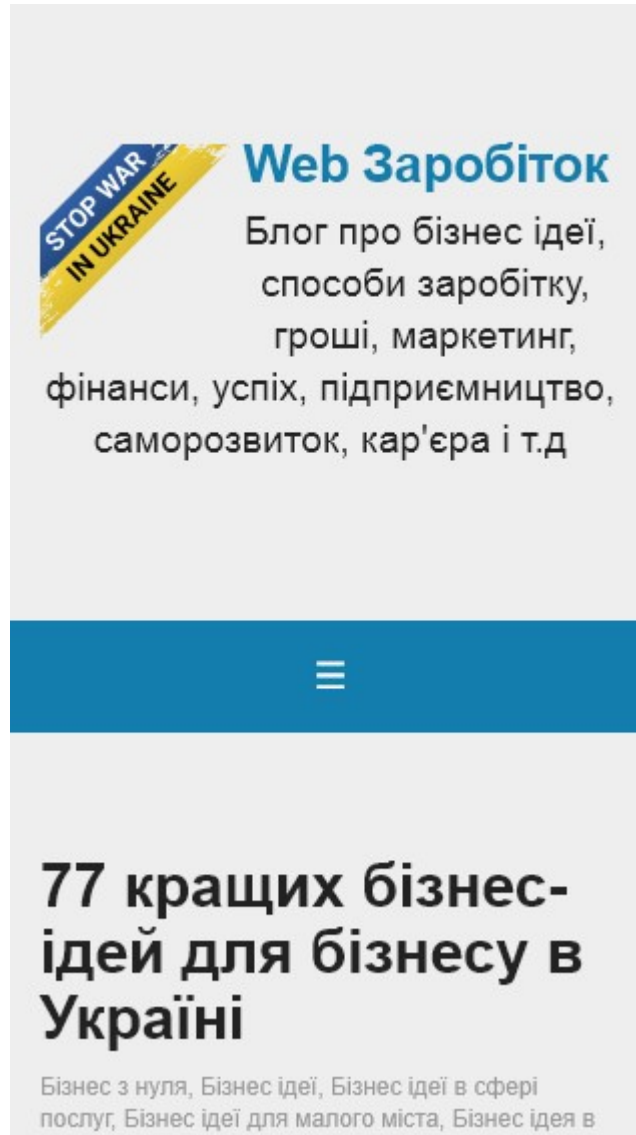 STOP WAR
IN UKRAINE
Web Заробіток
Блог про бізнес ідеї,
способи заробітку,
гроші, маркетинг,
фінанси, успіх, підприємництво,
саморозвиток, кар'єра і т.д
77 кращих бізнес-
ідей для бізнесу в
Україні
Бізнес з нуля, Бізнес ідеї, Бізнес ідеї в сфері
послуг, Бізнес ідеї для малого міста, Бізнес ідея в